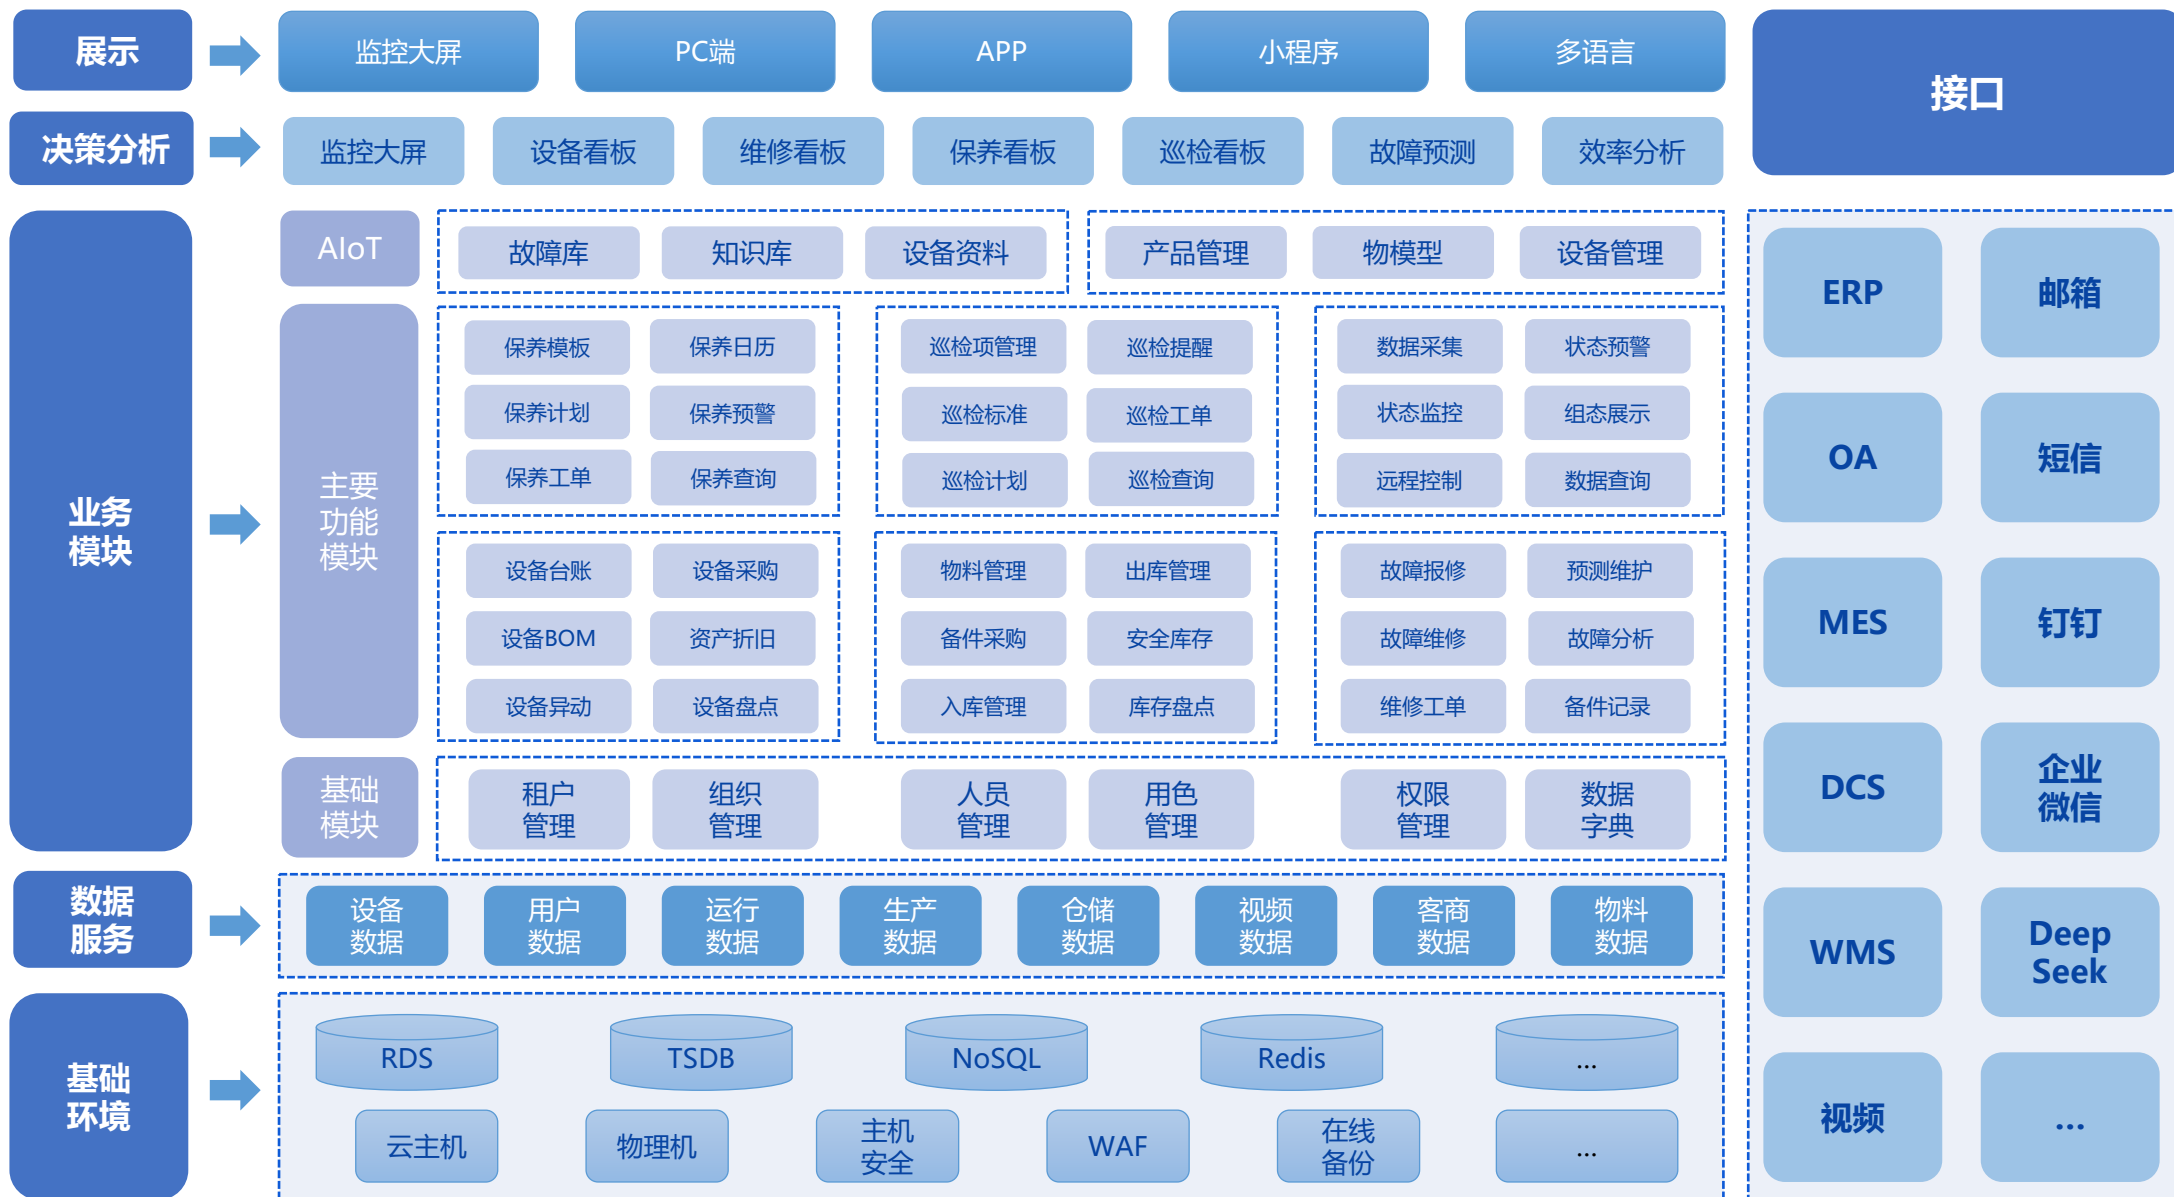 展示
监控大屏
PC端
APP
小程序
多语言
接口
决策分析
监控大屏
设备看板
维修看板
保养看板
巡检看板
故障预测
效率分析
业务
模块
AIoT
故障库
知识库
设备资料
产品管理
物模型
设备管理
主要
功能
模块
保养模板
保养日历
保养计划
保养预警
保养工单
保养查询
巡检项管理
巡检提醒
巡检标准
巡检工单
巡检计划
巡检查询
数据采集
状态预警
状态监控
组态展示
远程控制
数据查询
设备台账
设备采购
设备BOM
资产折旧
设备异动
设备盘点
物料管理
出库管理
备件采购
安全库存
入库管理
库存盘点
故障报修
预测维护
故障维修
故障分析
维修工单
备件记录
基础
模块
租户
管理
组织
管理
人员
管理
用色
管理
权限
管理
数据
字典
数据
服务
设备
数据
用户
数据
运行
数据
生产
数据
仓储
数据
视频
数据
客商
数据
物料
数据
基础
环境
RDS
TSDB
NoSQL
Redis
...
云主机
物理机
主机
安全
WAF
在线
备份
...
ERP
邮箱
OA
短信
MES
钉钉
DCS
企业
微信
WMS
Deep
Seek
视频
...